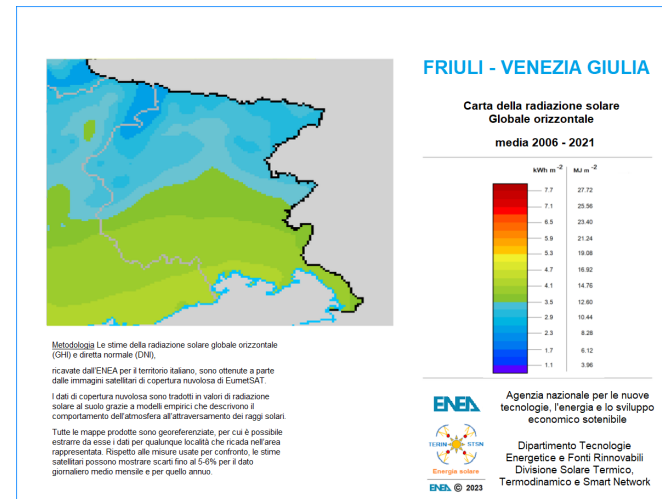 FRIULI - VENEZIA GIULIA
Carta della radiazione solare
Globale orizzontale
media 2006 - 2021
kWh m -2 MJ m -2
7.7 27.72
7.1 25.56
6.5 23.40
5.9 21.24
5.3 19.08
4.7 16.92
4.1 14.76
3.5 12.60
2.9 10.44
2.3 8.28
1.7 6.12
1.1 3.96
Metodologia Le stime della radiazione solare globale orizzontale
(GHI) e diretta normale (DNI),
ricavate dall'ENEA per il territorio italiano, sono ottenute a parte
dalle immagini satellitari di copertura nuvolosa di EumetSAT.
I dati di copertura nuvolosa sono tradotti in valori di radiazione
solare al suolo grazie a modelli empirici che descrivono il
comportamento dell'atmosfera all'attraversamento dei raggi solari.
Tutte le mappe prodotte sono georeferenziate, per cui è possibile
estrarre da esse i dati per qualunque località che ricada nell'area
rappresentata. Rispetto alle misure usate per confronto, le stime
satellitari possono mostrare scarti fino al 5-6% per il dato
giornaliero medio mensile e per quello annuo.
ENEA
Agenzia nazionale per le nuove
tecnologie, l'energia e lo sviluppo
economico sotenibile
TERIN STSN
Energia solare
Dipartimento Tecnologie
Energetice e Fonti Rinnovabili
Divisione Solare Termico,
Termodinamico e Smart Network
ENEA © 2023